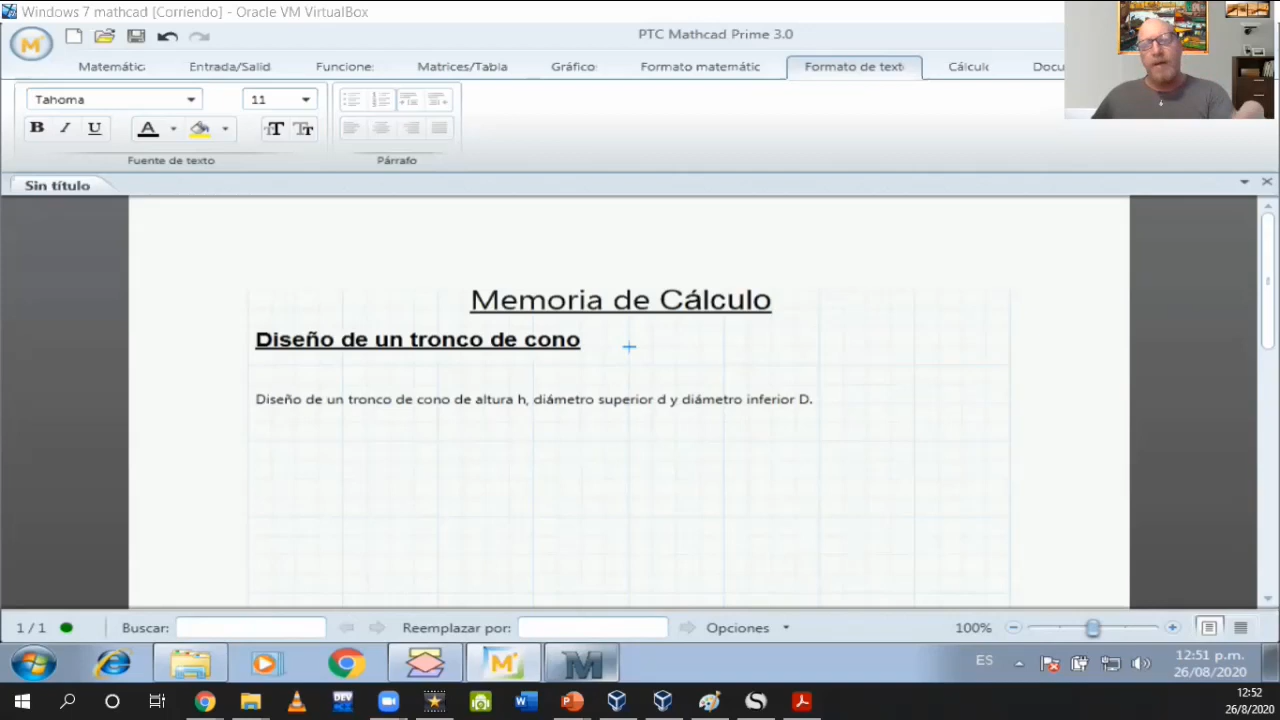 Windows 7 mathcad [Corriendo] - Oracle VM VirtualBox
PTC Mathcad Prime 3.0
Matemátic Entrada/Salid Funcione: Matrices/Tabla Gráfico Formato matemátic Formato de text Cálculo Docu
Tahoma 11
B I U A
Fuente de texto Párrafo
Sin título
Memoria de Cálculo
Diseño de un tronco de cono
Diseño de un tronco de cono de altura h, diámetro superior d y diámetro inferior D.
1 / 1 Buscar: Reemplazar por: Opciones 100%
ES 12:51 p.m.
26/08/2020
12:52
26/8/2020